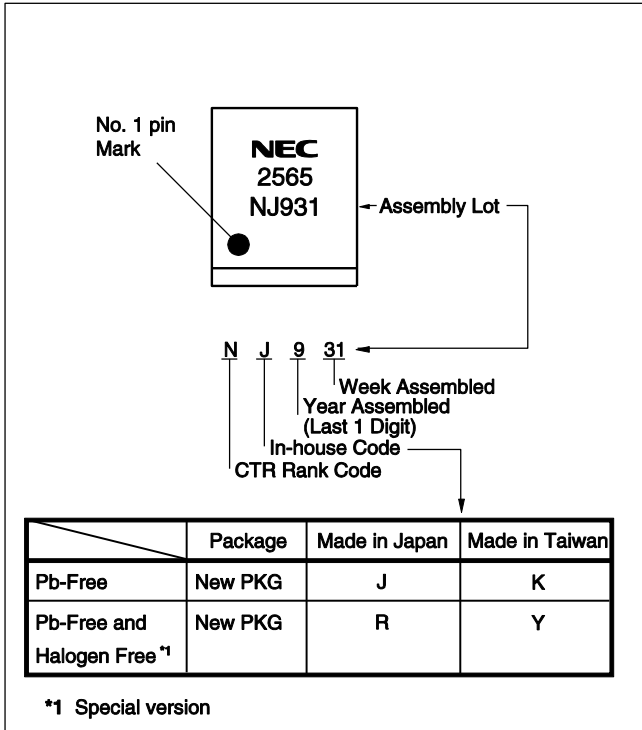 No. 1 pin
Mark
NEC
2565
NJ931
Assembly Lot
N J 9 31
Week Assembled
Year Assembled
(Last 1 Digit)
In-house Code
CTR Rank Code
Package Made in Japan Made in Taiwan
Pb-Free New PKG J K
Pb-Free and New PKG R Y
Halogen Free *1
*1 Special version